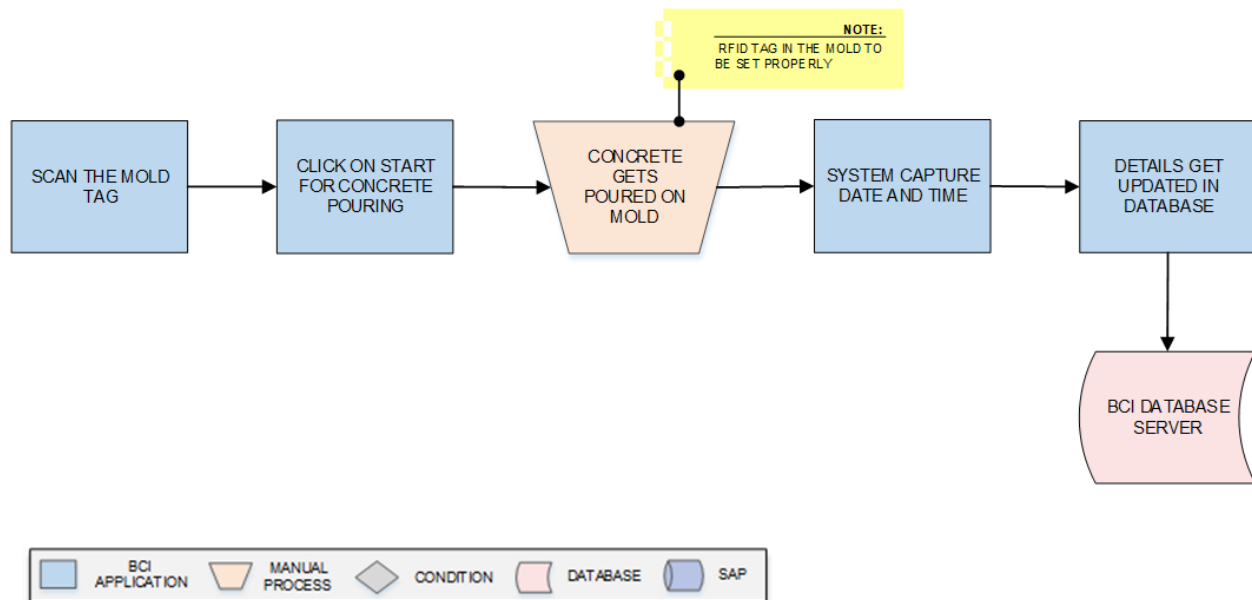 NOTE:
RFID TAG IN THE MOLD TO
BE SET PROPERLY
SCAN THE MOLD
TAG
CLICK ON START
FOR CONCRETE
POURING
CONCRETE
GETS
POURED ON
MOLD
SYSTEM CAPTURE
DATE AND TIME
DETAILS GET
UPDATED IN
DATABASE
BCI DATABASE
SERVER
BCI
APPLICATION
MANUAL
PROCESS
CONDITION
DATABASE
SAP